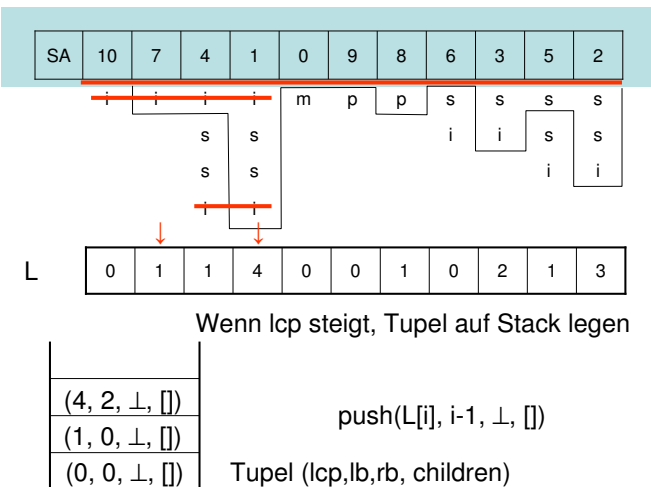 SA 10 7 4 1 0 9 8 6 3 5 2
i i i i m p p s s s s
s s i i s s
s s i i
i i
↓ ↓
L 0 1 1 4 0 0 1 0 2 1 3
Wenn lcp steigt, Tupel auf Stack legen
(4, 2, ⊥, [])
push(L[i], i-1, ⊥, [])
(1, 0, ⊥, [])
(0, 0, ⊥, []) Tupel (lcp,lb,rb, children)